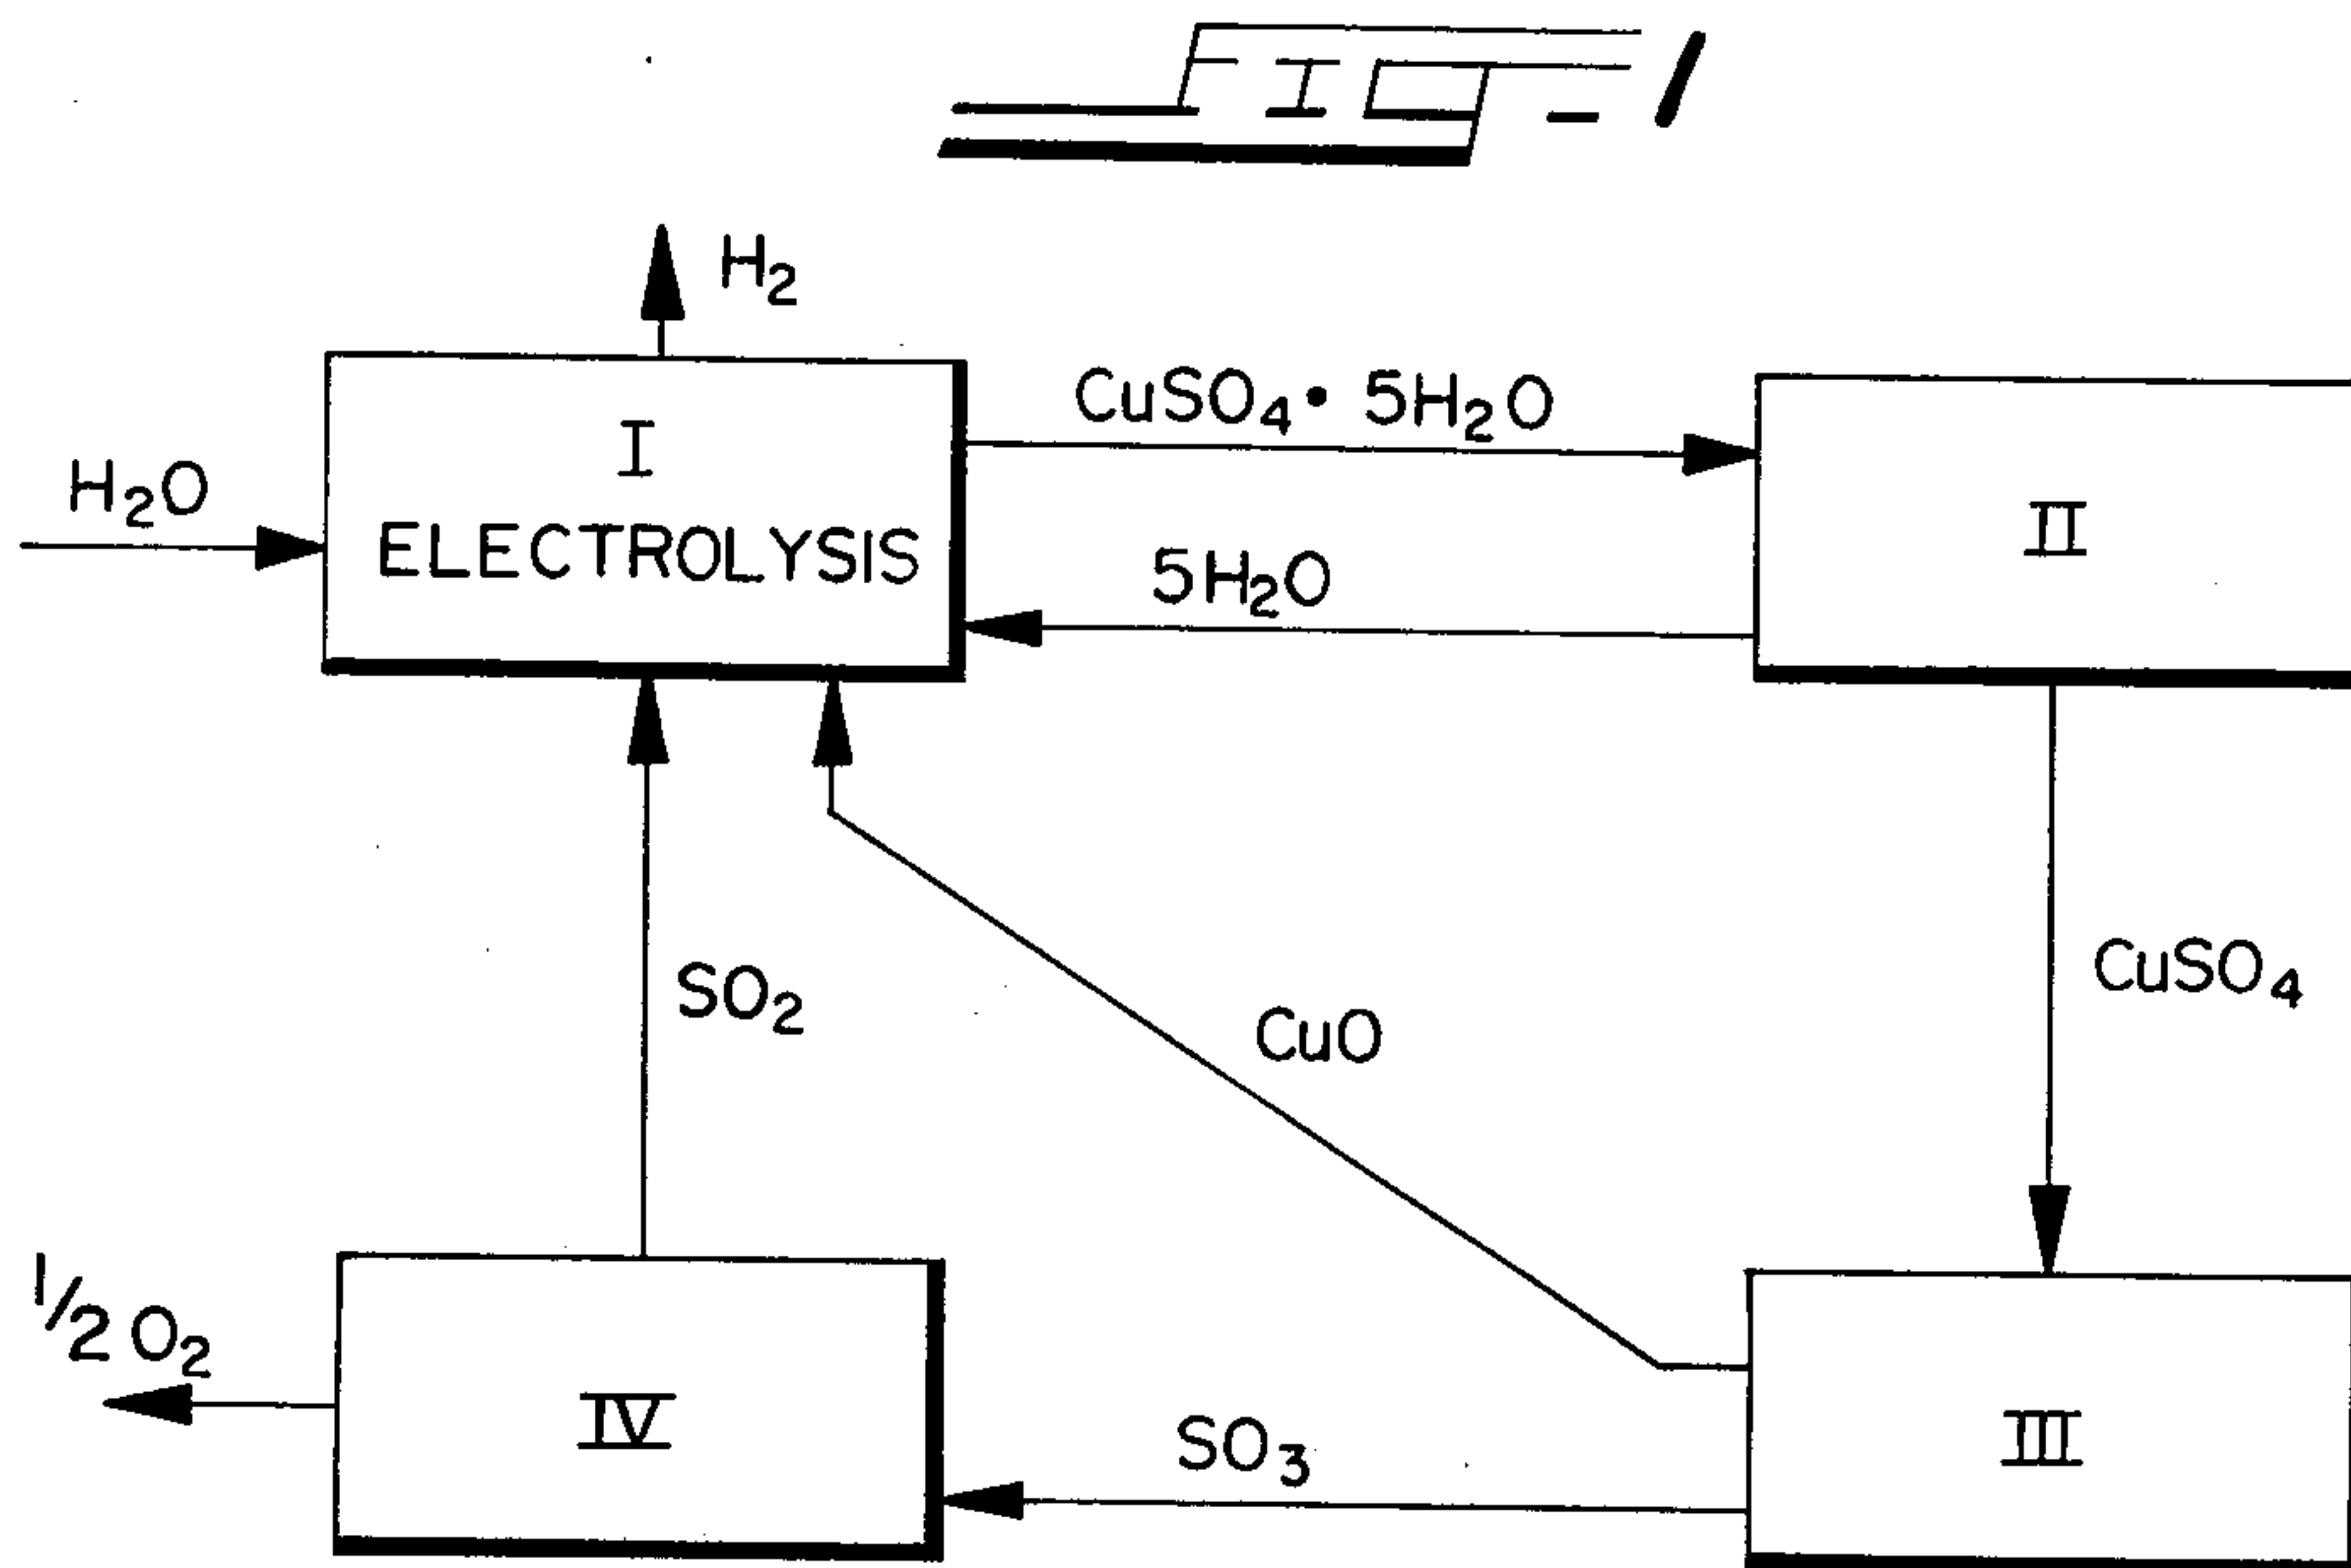 FIG-1
H₂
I
ELECTROLYSIS
H₂O
CuSO₄• 5H₂O
5H₂O
II
SO₂
CuO
CuSO₄
1/2 O₂
IV
SO₃
III